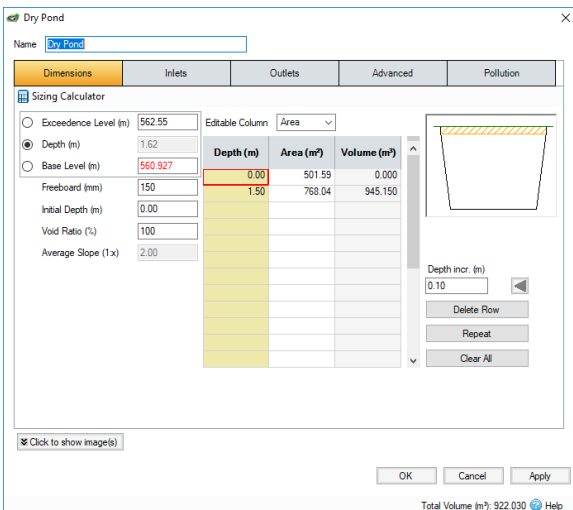 Dry Pond
Name Dry Pond
Dimensions Inlets Outlets Advanced Pollution
Sizing Calculator
Exceedence Level (m) 562.55 Editable Column Area
Depth (m) 1.62
Base Level (m) 560.927
Freeboard (mm) 150
Initial Depth (m) 0.00
Void Ratio (%) 100
Average Slope (1:x) 2.00
Depth (m) Area (m²) Volume (m³)
0.00 501.59 0.000
1.50 768.04 945.150
Depth incr. (m)
0.10
Delete Row
Repeat
Clear All
Click to show image(s)
OK Cancel Apply
Total Volume (m³): 922.030 Help